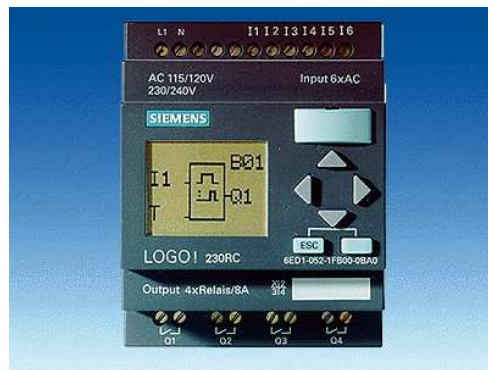 L1 N I1 I2 I3 I4 I5 I6
AC 115/120V Input 6xAC
230/240V
SIEMENS
B01
I1
Q1
T
LOGO! 230RC
ESC
6ED1-052-1FB00-0BA0
Output 4xRelais/8A
Q1 Q2 Q3 Q4